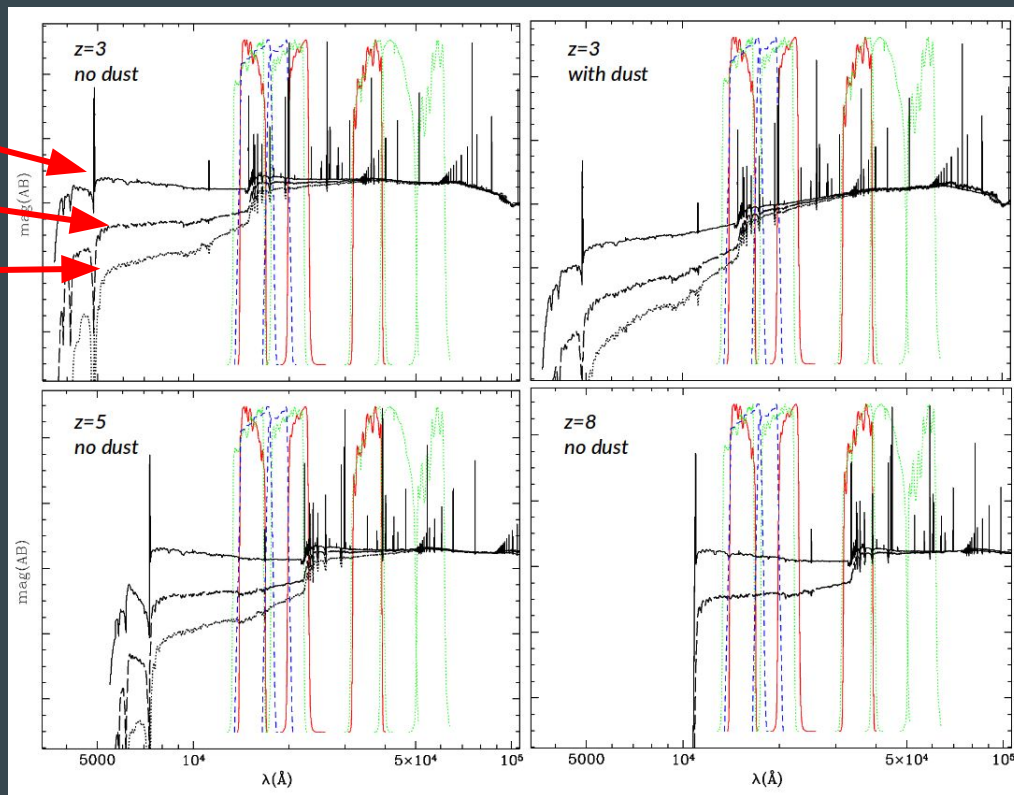 z=3
no dust
z=3
with dust
mag(AB)
z=5
no dust
z=8
no dust
mag(AB)
5000 10⁴ 5×10⁴ 10⁵
5000 10⁴ 5×10⁴ 10⁵
λ(Å)
λ(Å)